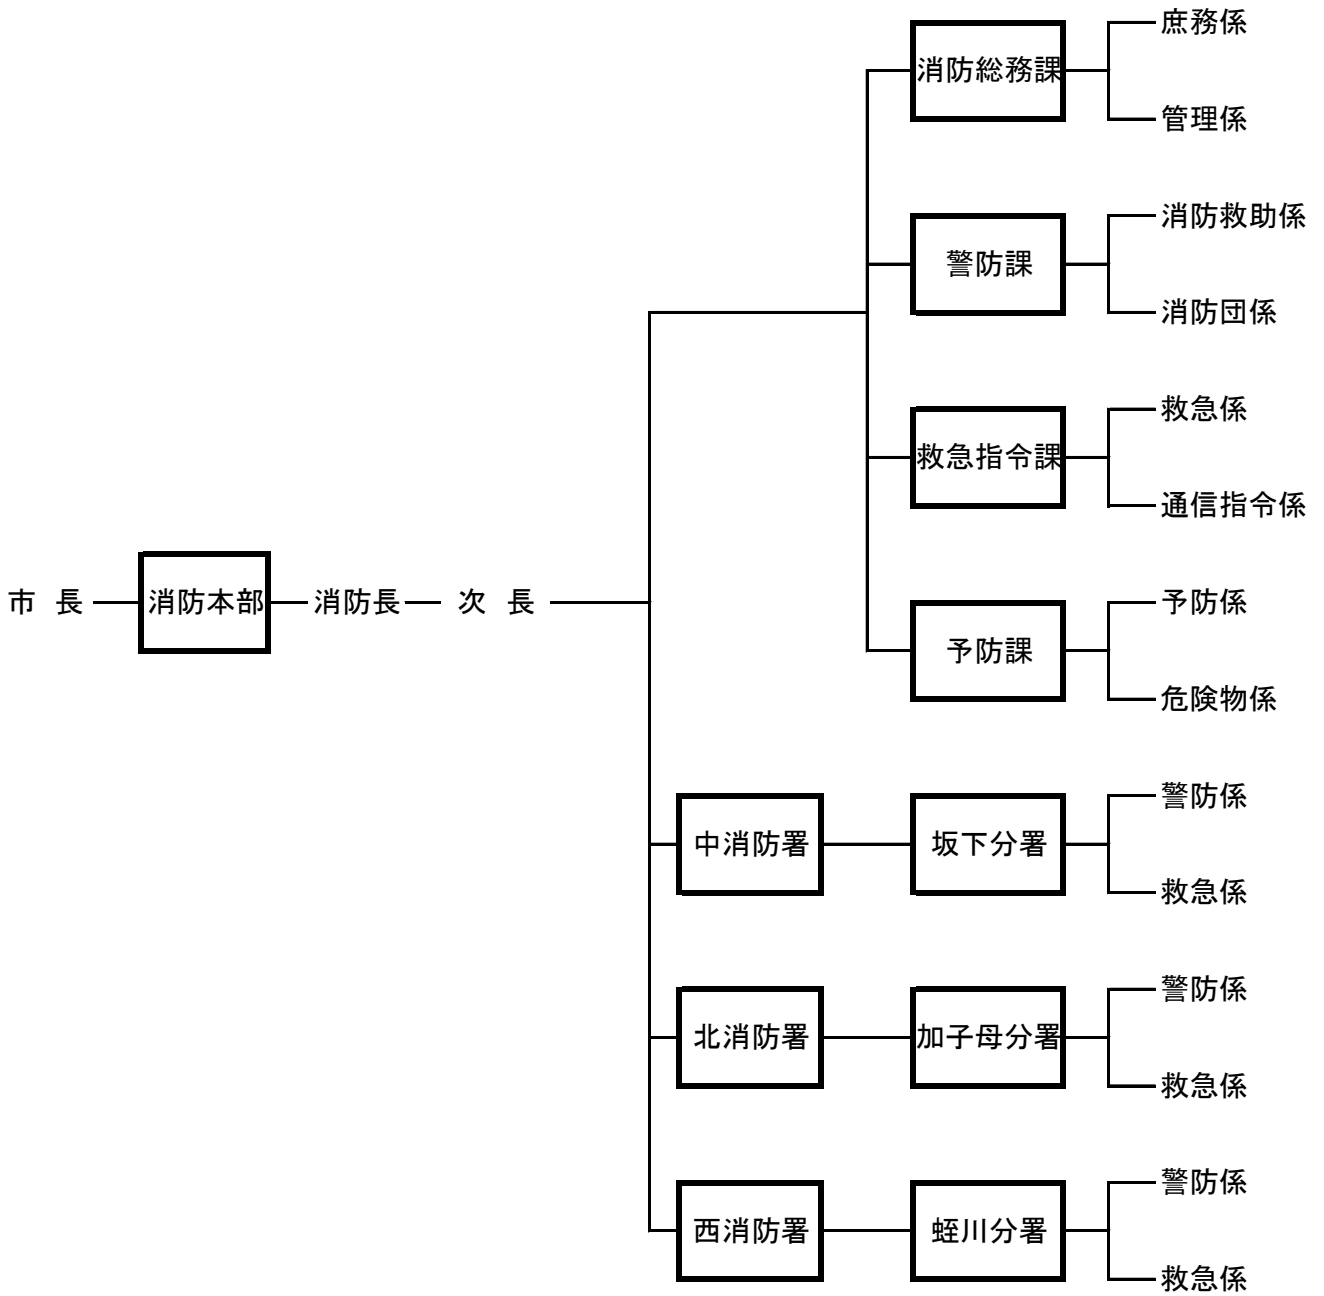 庶務係
消防総務課
管理係
消防救助係
警防課
消防団係
救急係
救急指令課
通信指令係
市 長
消防本部
消防長
次 長
予防係
予防課
危険物係
警防係
中消防署
坂下分署
救急係
警防係
北消防署
加子母分署
救急係
警防係
西消防署
蛭川分署
救急係